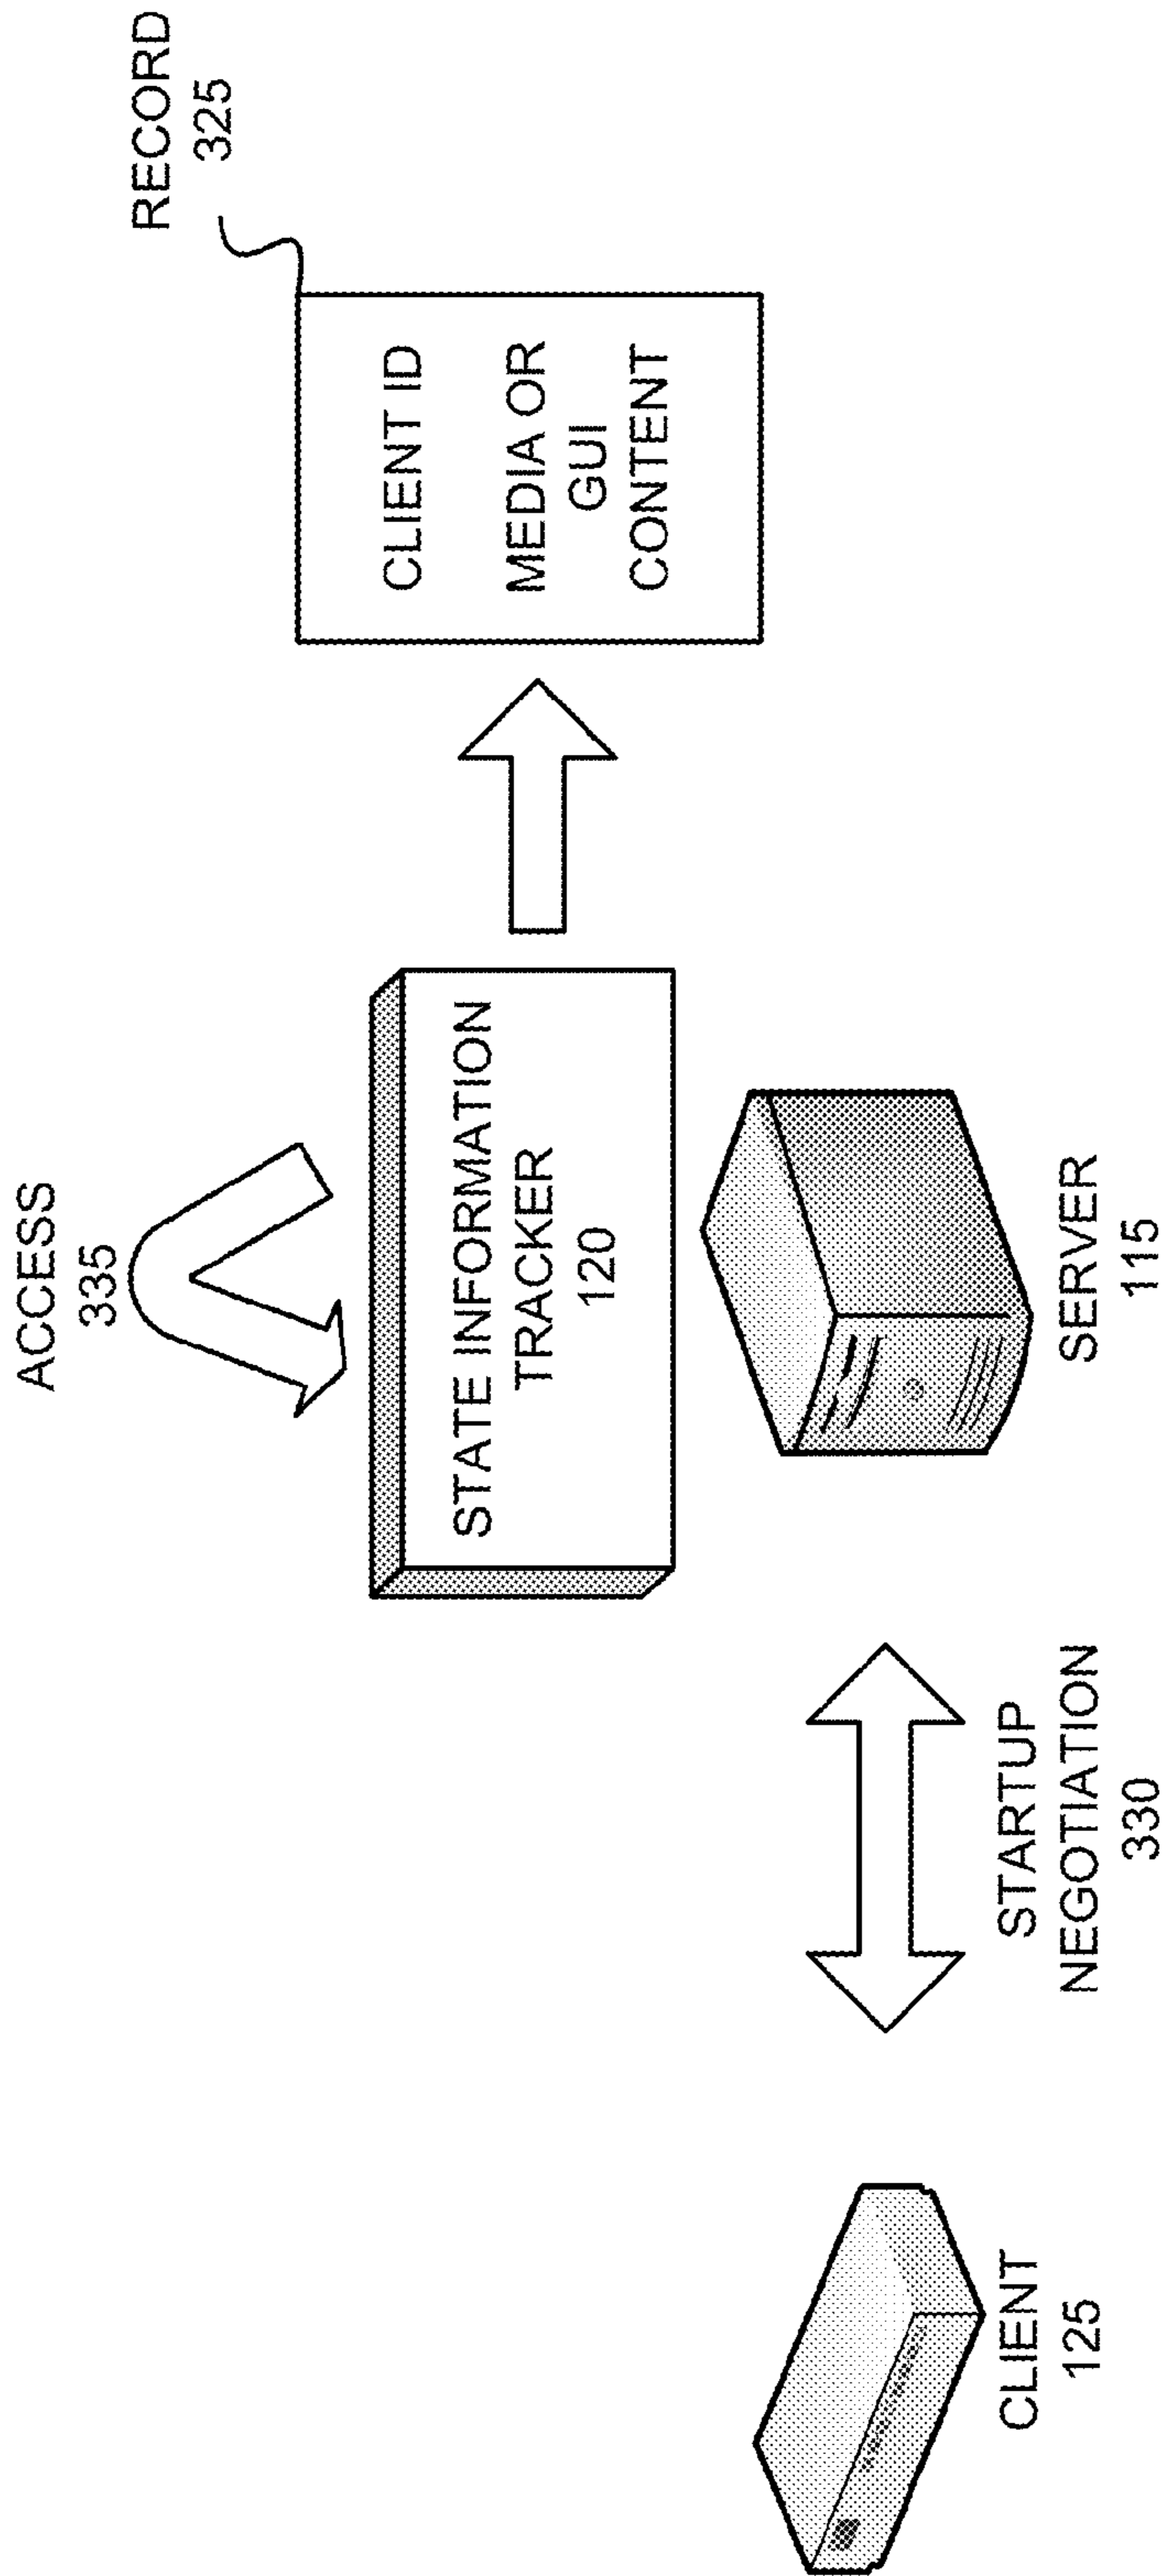 ACCESS
335
RECORD
325
STATE INFORMATION
TRACKER
120
CLIENT ID
MEDIA OR
GUI
CONTENT
CLIENT
125
STARTUP
NEGOTIATION
330
SERVER
115